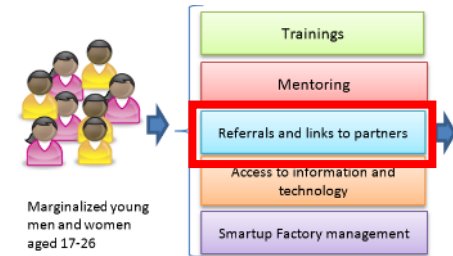 Trainings
Mentoring
Referrals and links to partners
Access to information and
technology
Smartup Factory management
Marginalized young
men and women
aged 17-26